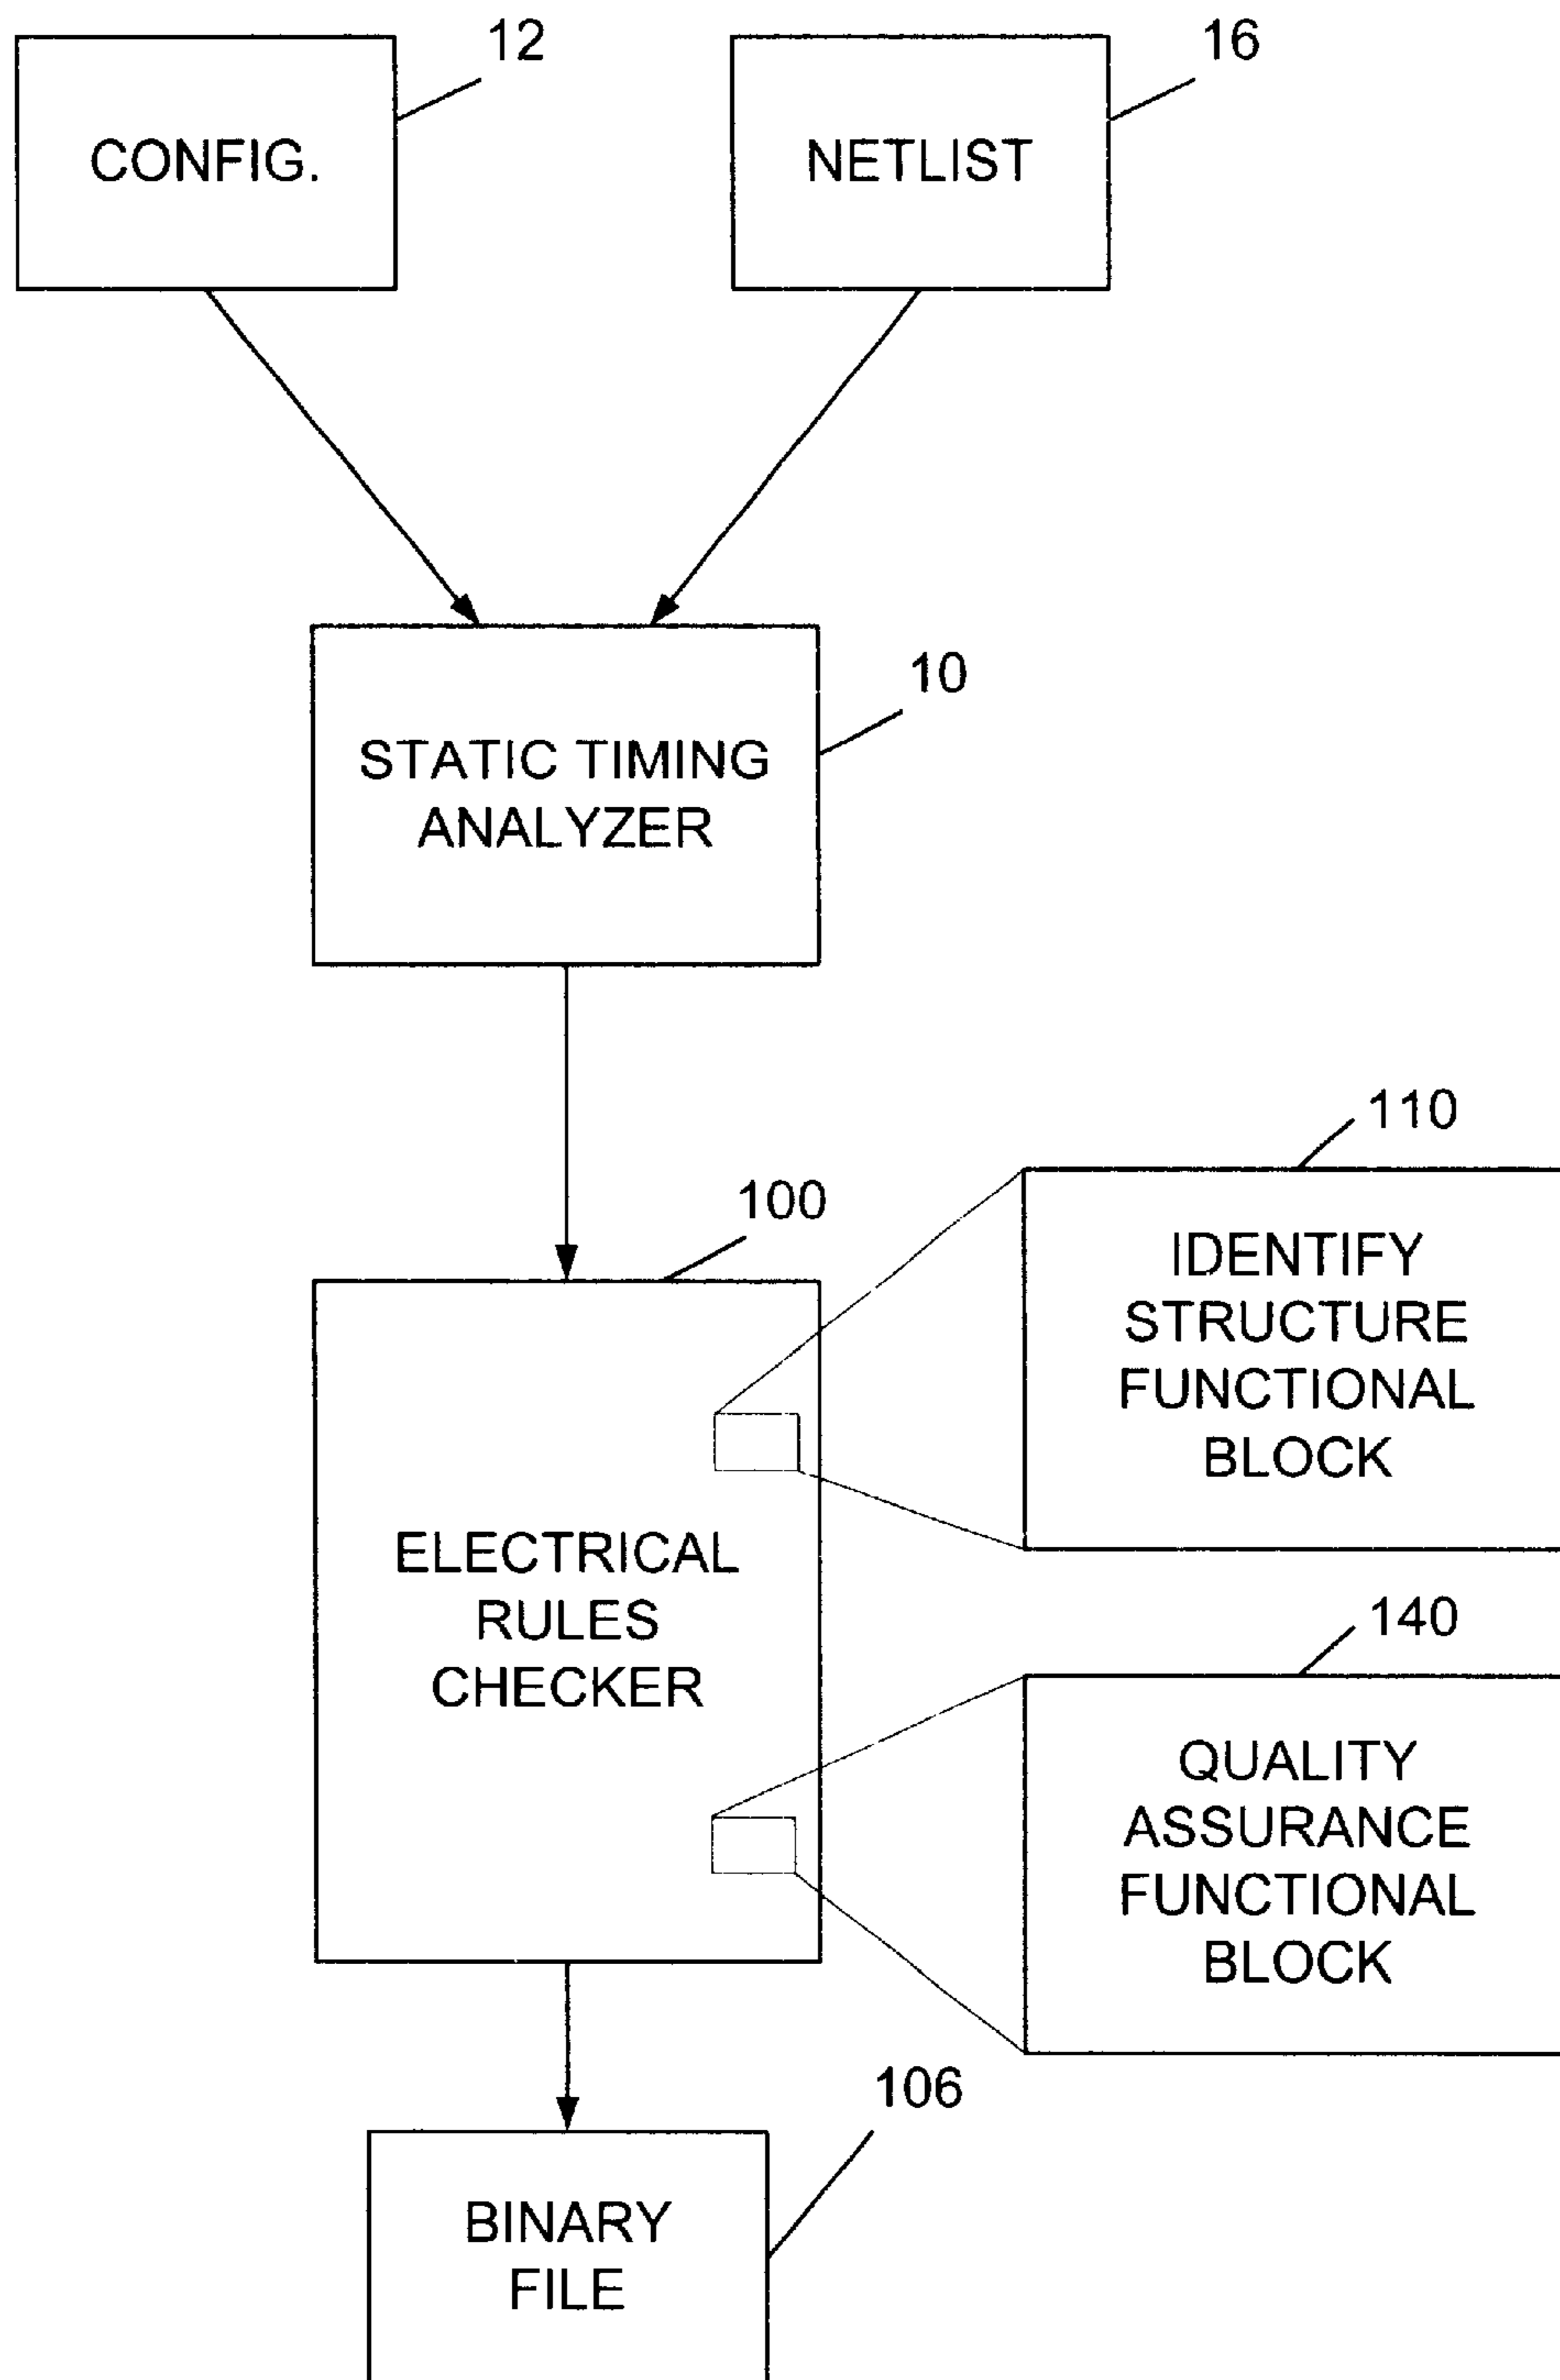 12
16
CONFIG.
NETLIST
10
STATIC TIMING
ANALYZER
110
100
IDENTIFY
STRUCTURE
FUNCTIONAL
BLOCK
ELECTRICAL
RULES
CHECKER
140
QUALITY
ASSURANCE
FUNCTIONAL
BLOCK
106
BINARY
FILE